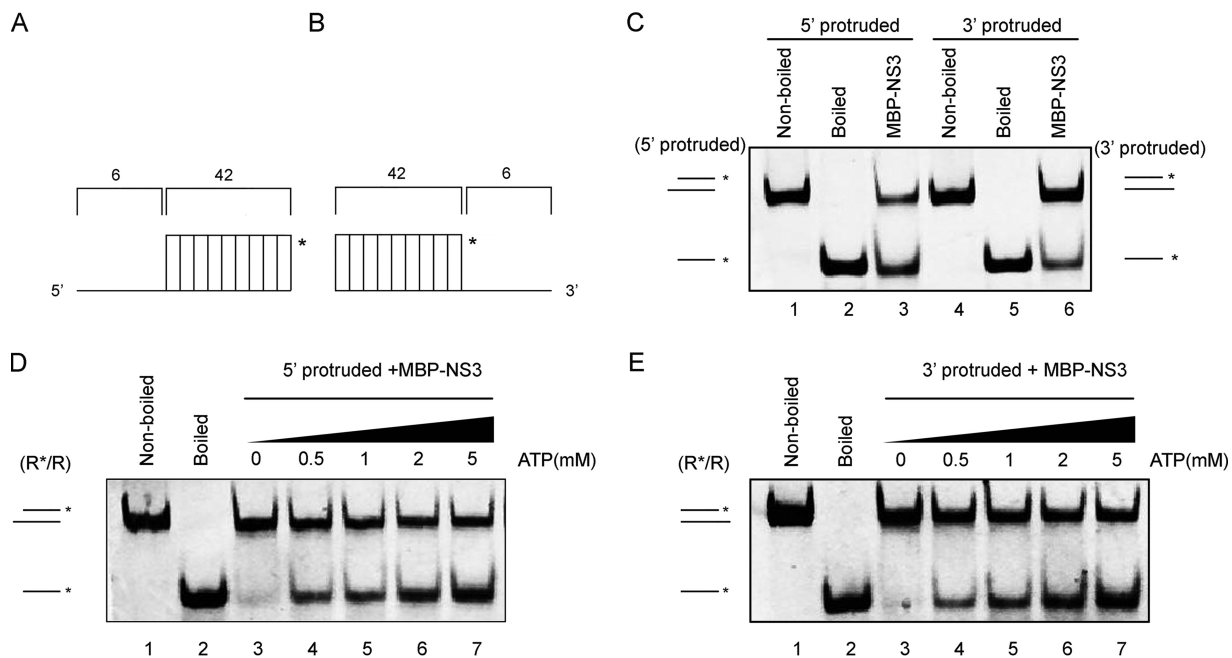 A
6
42
*
5'
B
42
6
*
3'
C
5' protruded
3' protruded
Non-boiled
Boiled
MBP-NS3
Non-boiled
Boiled
MBP-NS3
(5' protruded)
(3' protruded)
*
*
*
*
1 2 3 4 5 6
D
5' protruded +MBP-NS3
Non-boiled
Boiled
(R*/R)
0 0.5 1 2 5 ATP(mM)
*
*
1 2 3 4 5 6 7
E
3' protruded + MBP-NS3
Non-boiled
Boiled
(R*/R)
0 0.5 1 2 5 ATP(mM)
*
*
1 2 3 4 5 6 7